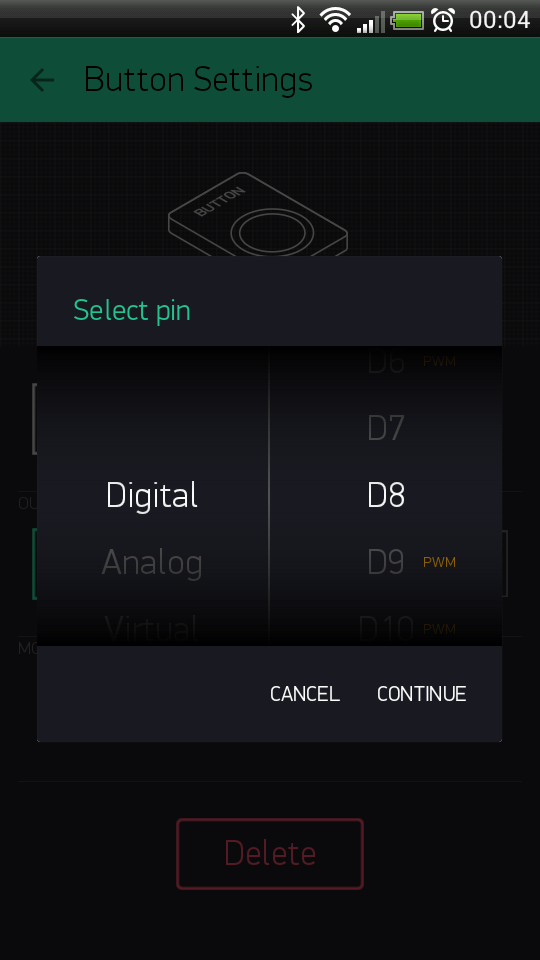 00:04
Button Settings
BUTTON
Select pin
D6 PWM
D7
Digital D8
Analog D9 PWM
Virtual D10 PWM
CANCEL CONTINUE
Delete